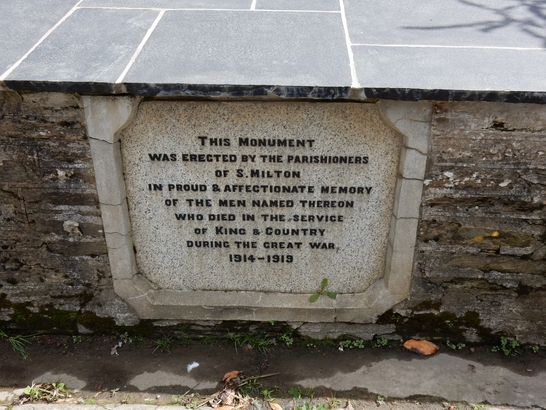 THIS MONUMENT
WAS ERECTED BY THE PARISHIONERS
OF S. MILTON
IN PROUD & AFFECTIONATE MEMORY
OF THE MEN NAMED THEREON
WHO DIED IN THE SERVICE
OF KING & COUNTRY
DURING THE GREAT WAR,
1914-1919